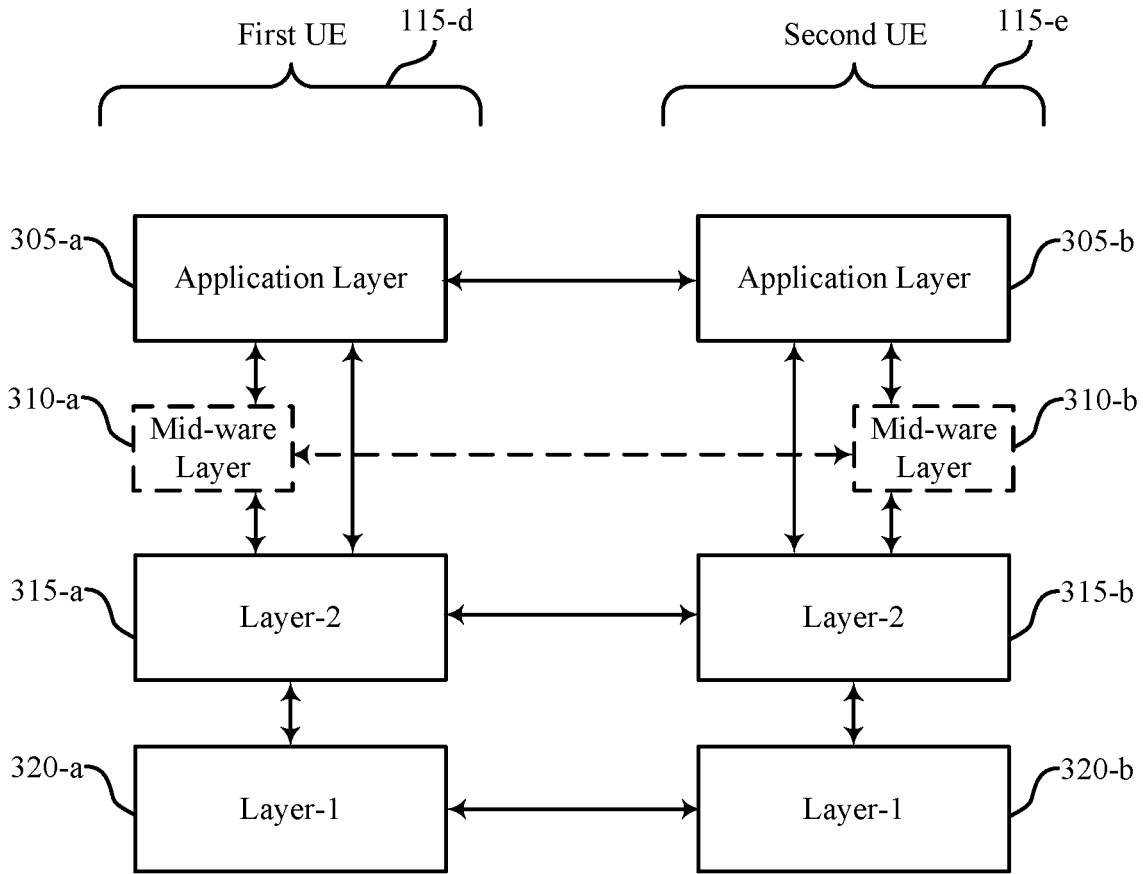 First UE
115-d
Second UE
115-e
305-a
Application Layer
Application Layer
305-b
310-a
Mid-ware
Layer
Mid-ware
Layer
310-b
315-a
Layer-2
Layer-2
315-b
320-a
Layer-1
Layer-1
320-b